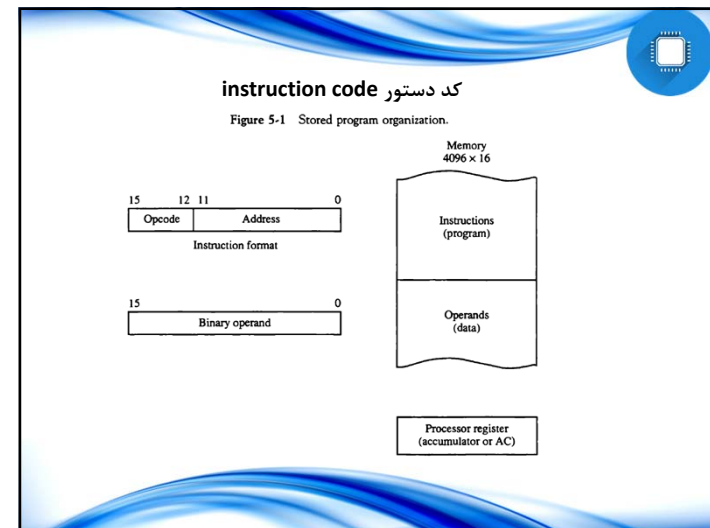 کد دستور instruction code
Figure 5-1 Stored program organization.
Memory
4096 × 16
15 12 11 0
Opcode Address
Instruction format
Instructions
(program)
15 0
Binary operand
Operands
(data)
Processor register
(accumulator or AC)